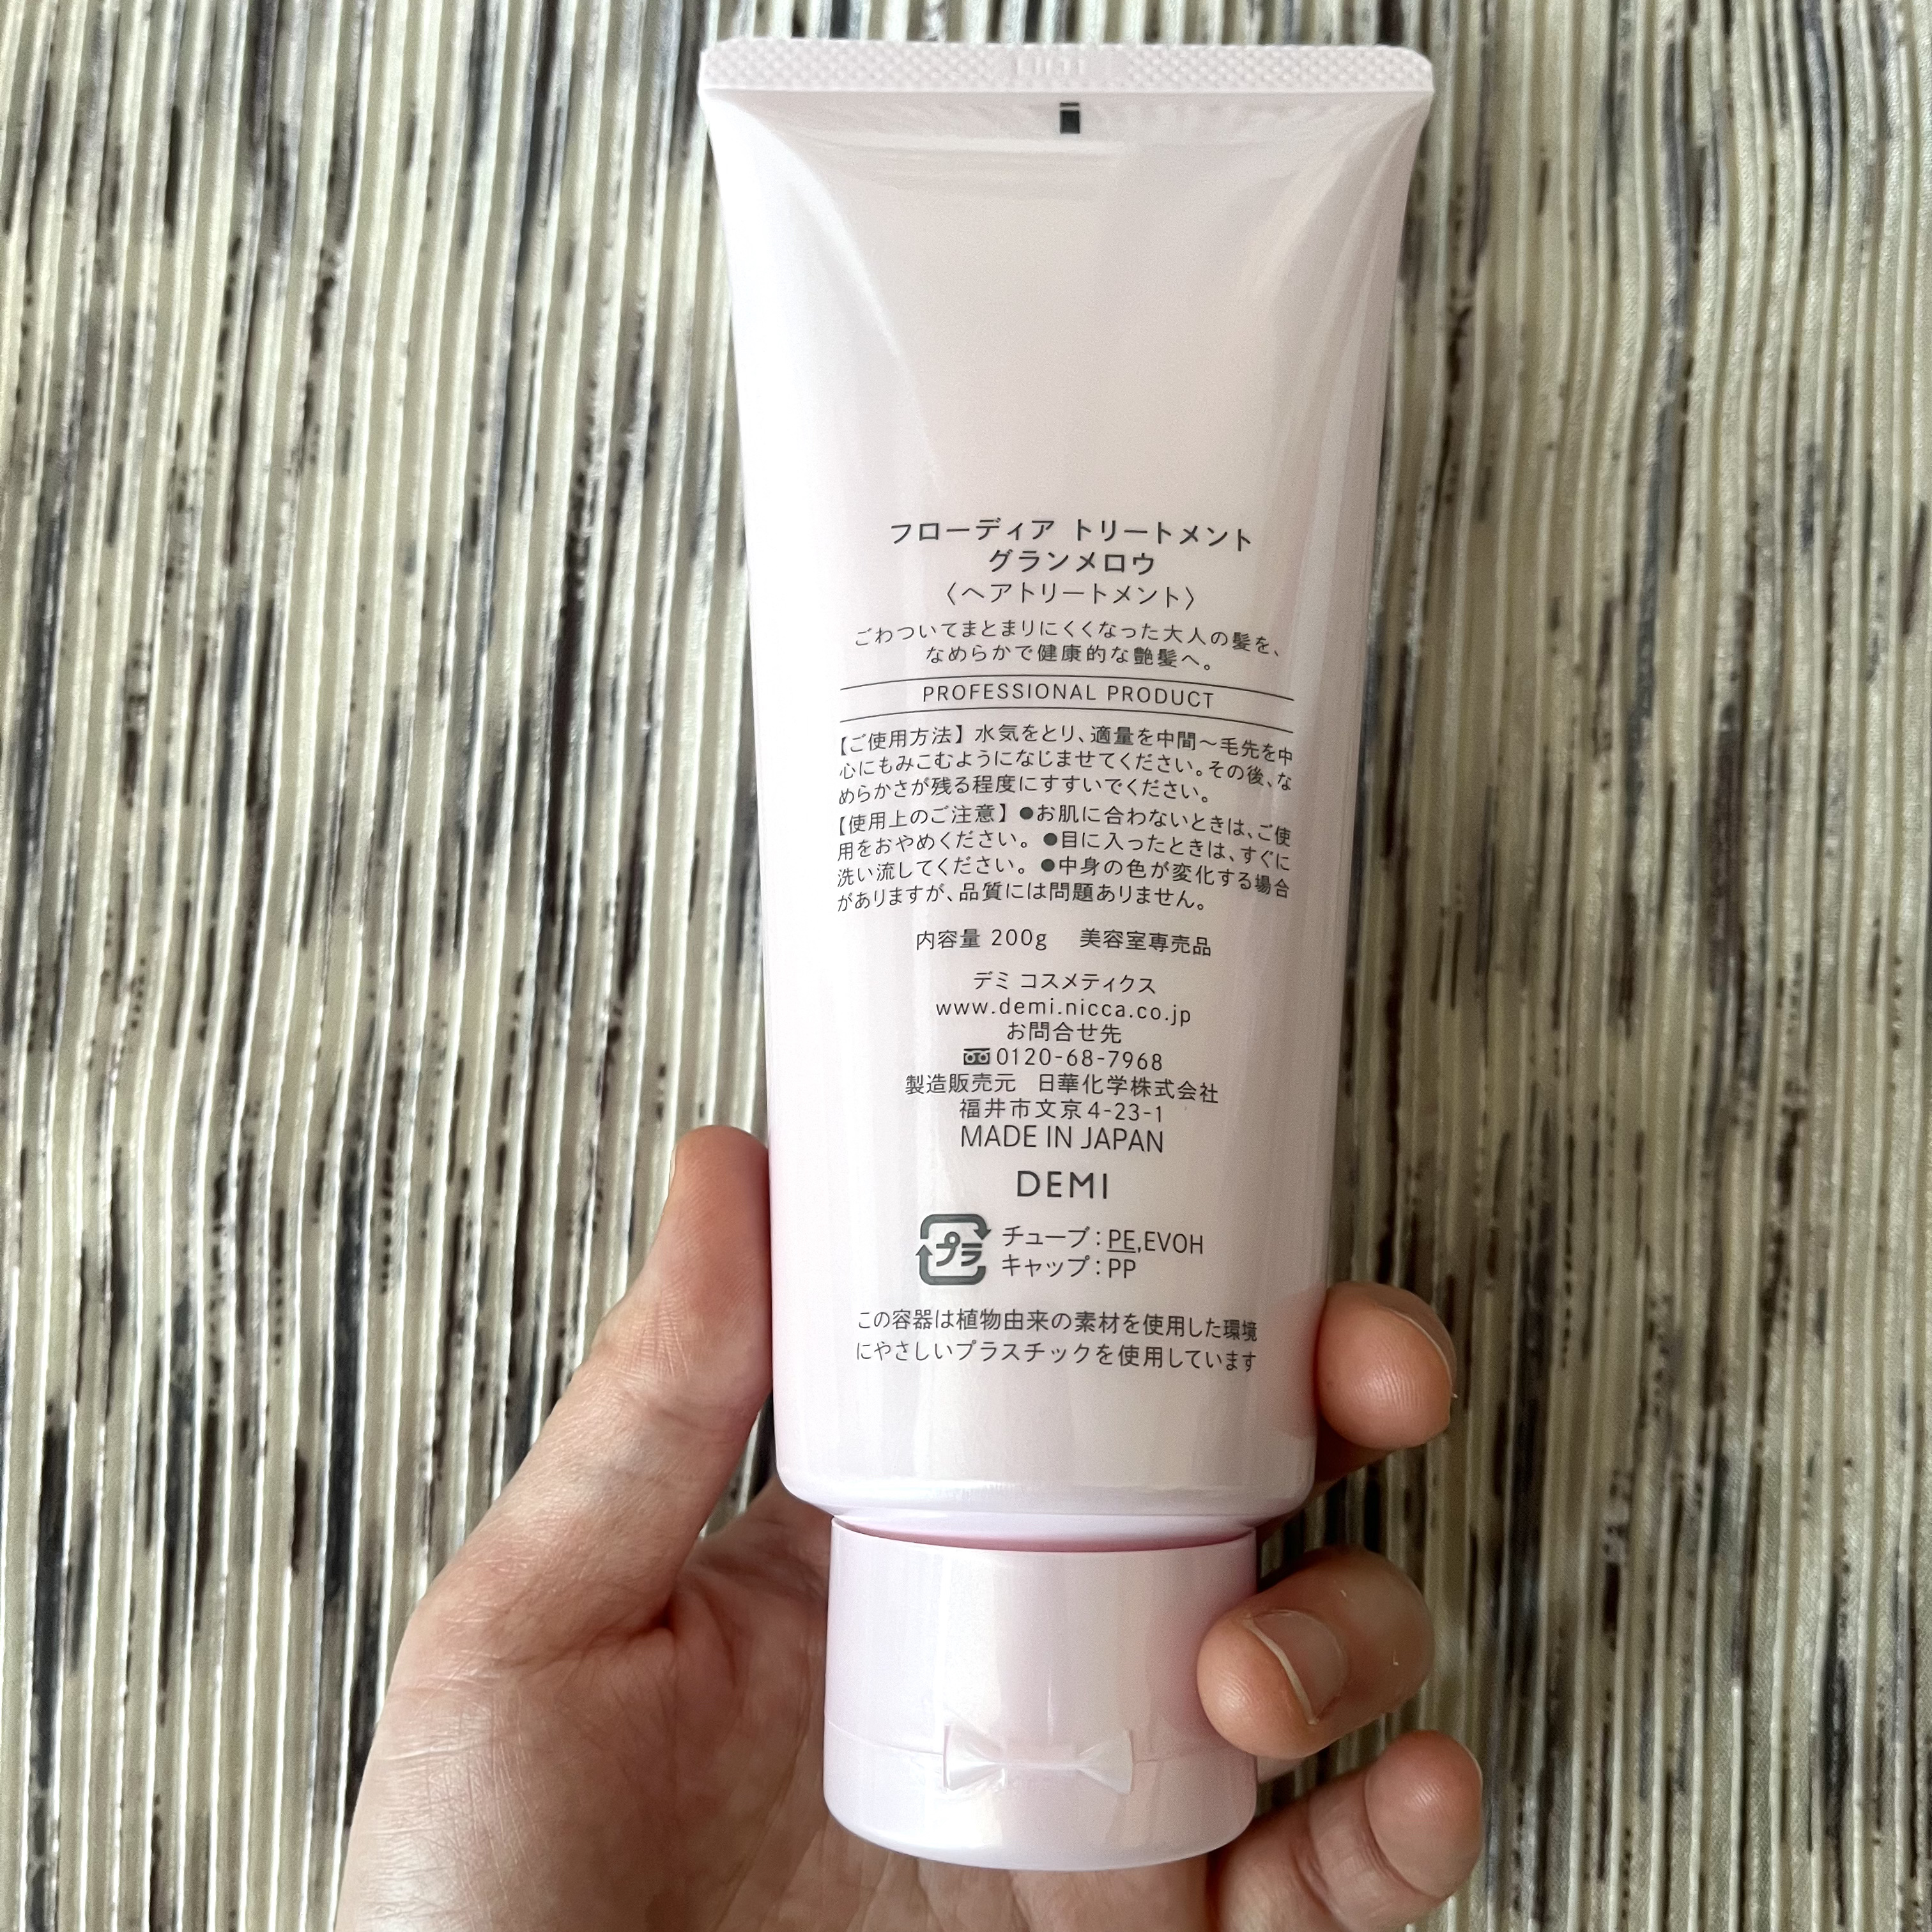 フローディア トリートメント
グランメロウ
〈ヘアトリートメント〉
ごわついてまとまりにくくなった大人の髪を、
なめらかで健康的な艶髪へ。
PROFESSIONAL PRODUCT
【ご使用方法】水気をとり、適量を中間〜毛先を中
心にもみこむようになじませてください。その後、な
めらかさが残る程度にすすいでください。
【使用上のご注意】●お肌に合わないときは、ご使
用をおやめください。●目に入ったときは、すぐに
洗い流してください。●中身の色が変化する場合
がありますが、品質には問題ありません。
内容量 200g 美容室専売品
デミ コスメティクス
www.demi.nicca.co.jp
お問合せ先
0120-68-7968
製造販売元 日華化学株式会社
福井市文京4-23-1
MADE IN JAPAN
DEMI
プラ チューブ:PE,EVOH
キャップ:PP
この容器は植物由来の素材を使用した環境
にやさしいプラスチックを使用しています